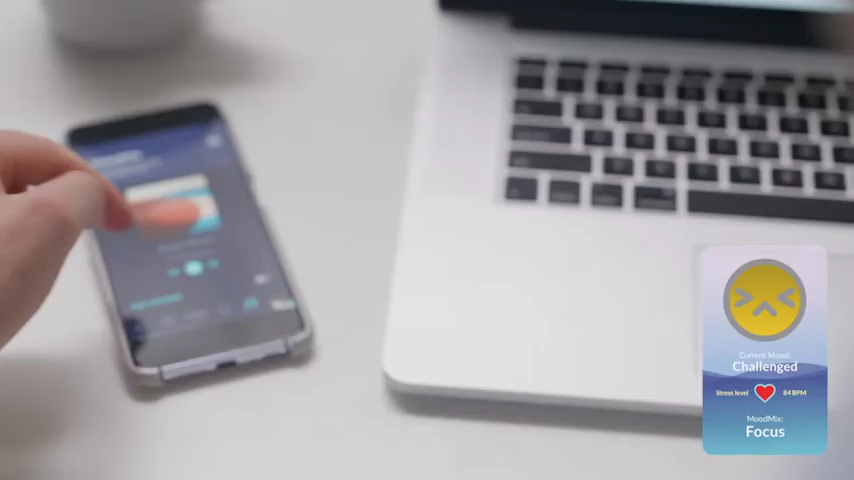 Current Mood:
Challenged
Stress level 84 BPM
MoodMix:
Focus